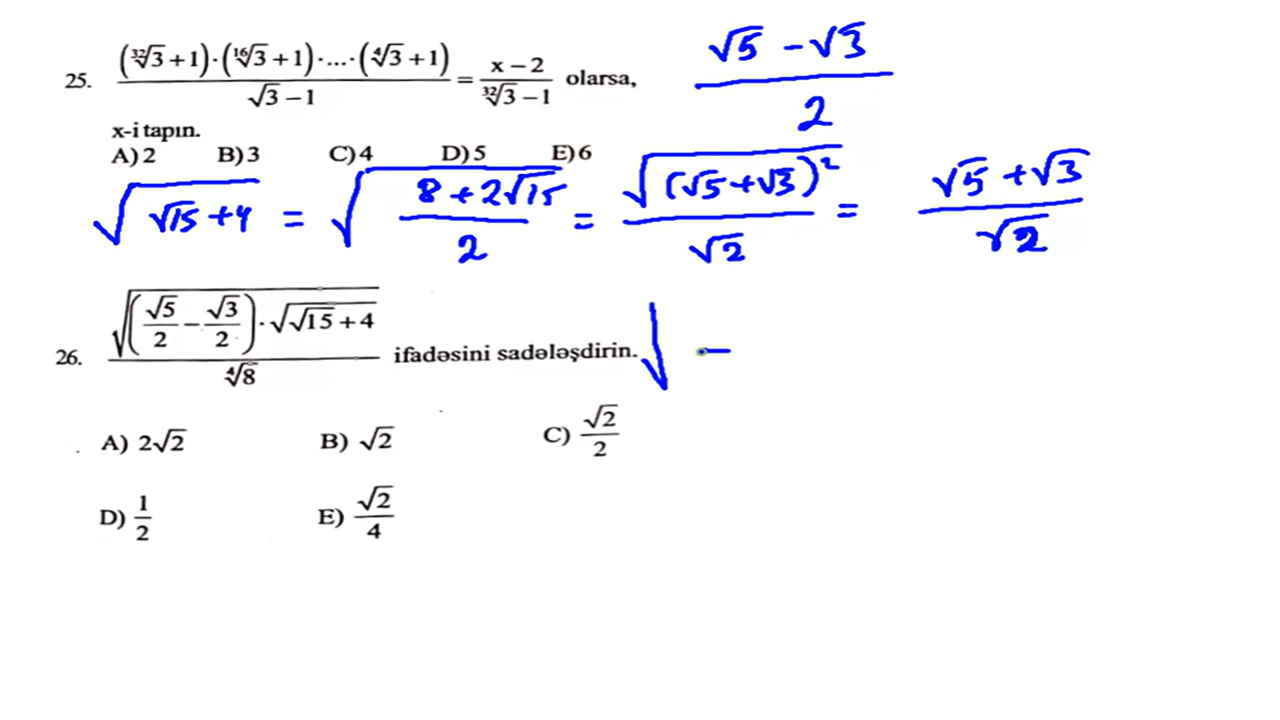 25. ((³²√3+1)·(¹⁶√3+1)·...·(⁴√3+1))/(√3−1) = (x−2)/(³²√3−1) olarsa,
x-i tapın.
A) 2 B) 3 C) 4 D) 5 E) 6
(√5 − √3)/2
√(√15+4) = √((8+2√15)/2) = √((√5+√3)²)/√2 = (√5+√3)/√2
26. √((√5/2 − √3/2)·√(√15+4))/⁴√8 ifadəsini sadələşdirin. √ −
A) 2√2 B) √2 C) √2/2
D) 1/2 E) √2/4